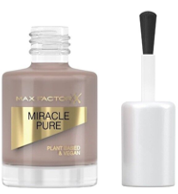 MAXFACTOR X
MIRACLE
PURE
PLANT BASED
& VEGAN